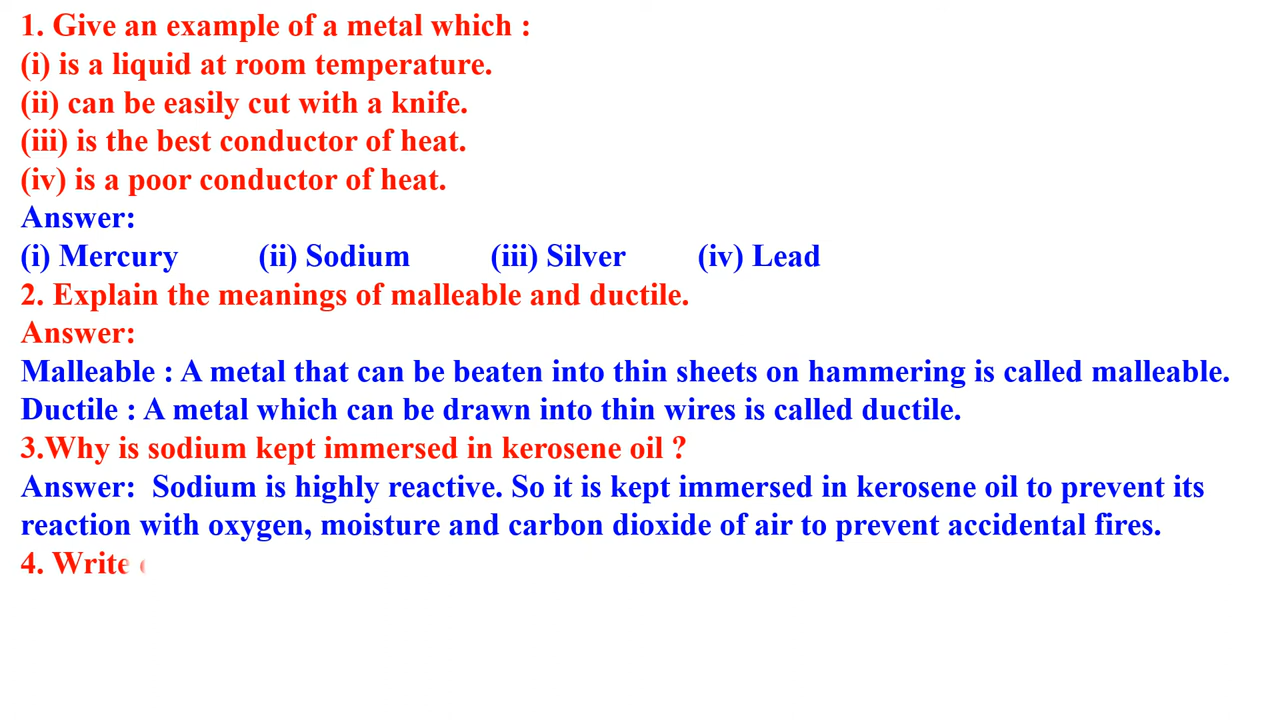 1. Give an example of a metal which :
(i) is a liquid at room temperature.
(ii) can be easily cut with a knife.
(iii) is the best conductor of heat.
(iv) is a poor conductor of heat.
Answer:
(i) Mercury (ii) Sodium (iii) Silver (iv) Lead
2. Explain the meanings of malleable and ductile.
Answer:
Malleable : A metal that can be beaten into thin sheets on hammering is called malleable.
Ductile : A metal which can be drawn into thin wires is called ductile.
3.Why is sodium kept immersed in kerosene oil ?
Answer: Sodium is highly reactive. So it is kept immersed in kerosene oil to prevent its
reaction with oxygen, moisture and carbon dioxide of air to prevent accidental fires.
4. Write